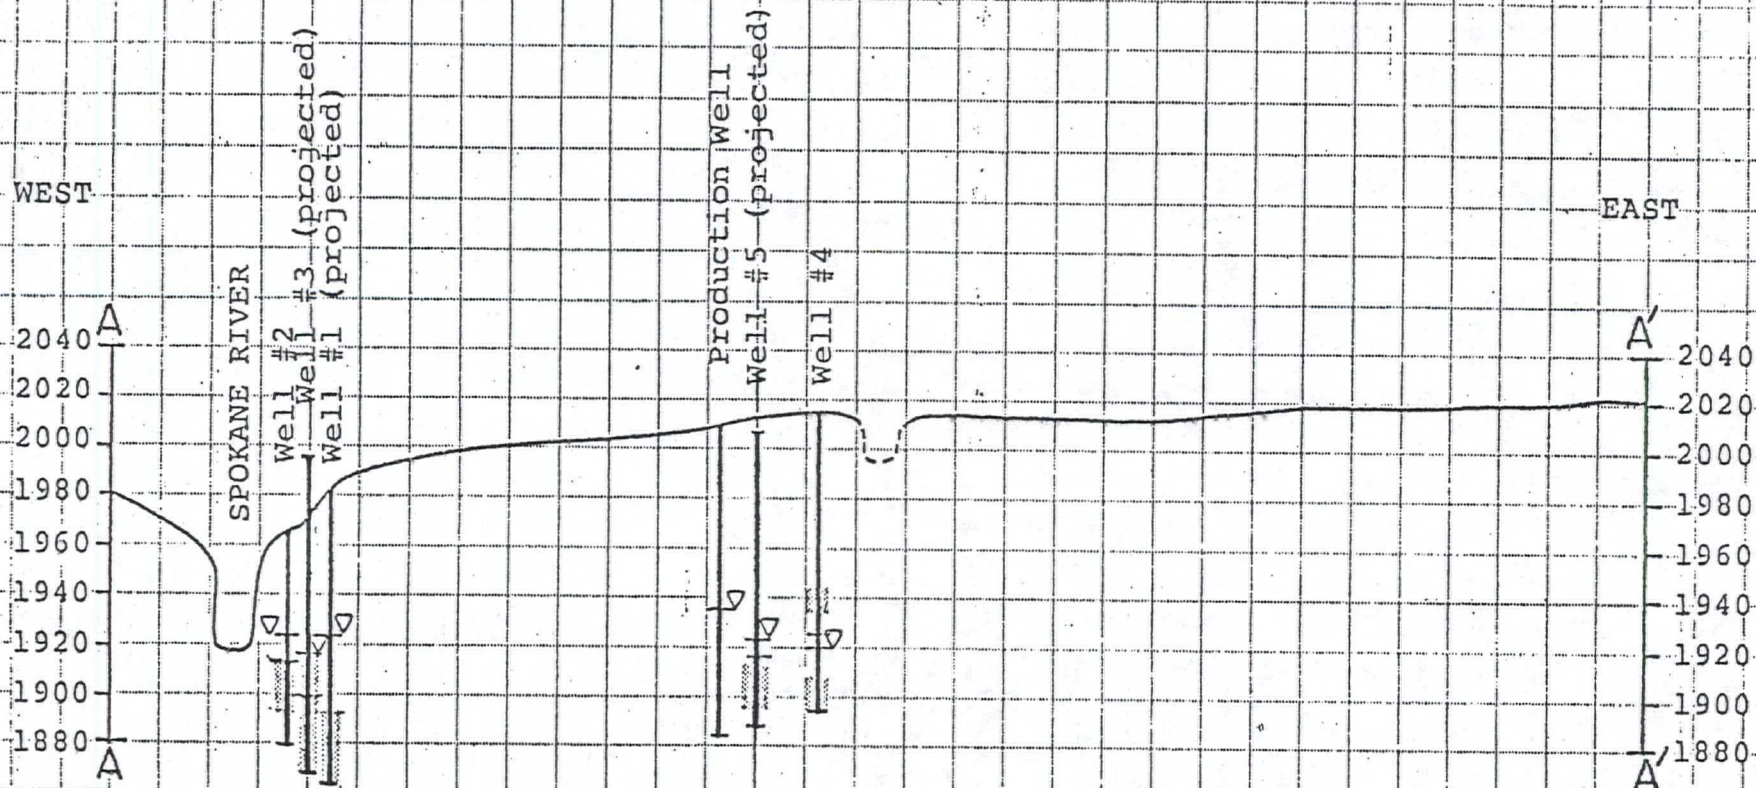 WEST
EAST
SPOKANE RIVER
Well #2
Well #3 (projected)
Well #1 (projected)
Production Well
Well #5 (projected)
Well #4
A
2040
2020
2000
1980
1960
1940
1920
1900
1880
A
A'
2040
2020
2000
1980
1960
1940
1920
1900
1880
A'